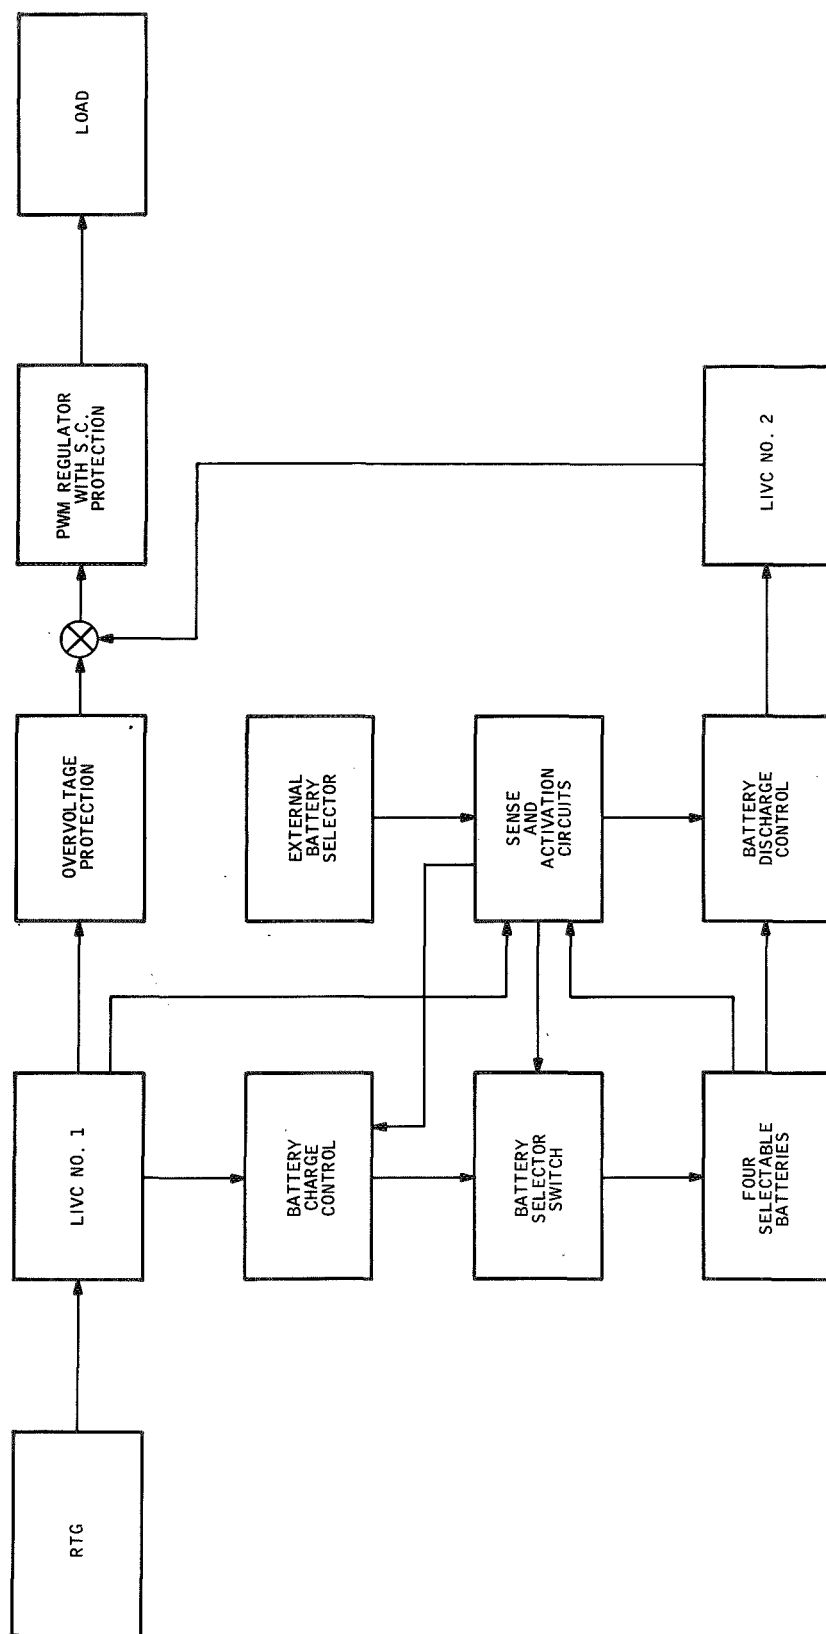 RTG
LIVC NO. 1
OVERVOLTAGE
PROTECTION
PWM REGULATOR
WITH S.C.
PROTECTION
LOAD
BATTERY
CHARGE
CONTROL
EXTERNAL
BATTERY
SELECTOR
BATTERY
SELECTOR
SWITCH
SENSE
AND
ACTIVATION
CIRCUITS
FOUR
SELECTABLE
BATTERIES
BATTERY
DISCHARGE
CONTROL
LIVC NO. 2